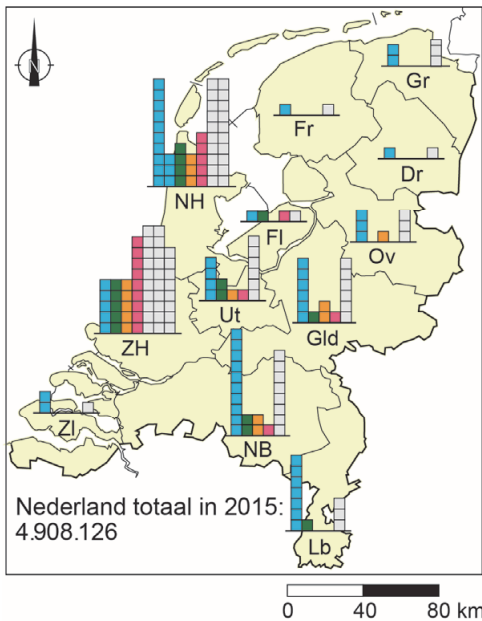 N
Gr
Fr
Dr
NH
Fl
Ov
Ut
Gld
ZH
Zl
NB
Nederland totaal in 2015:
4.908.126
Lb
0 40 80 km